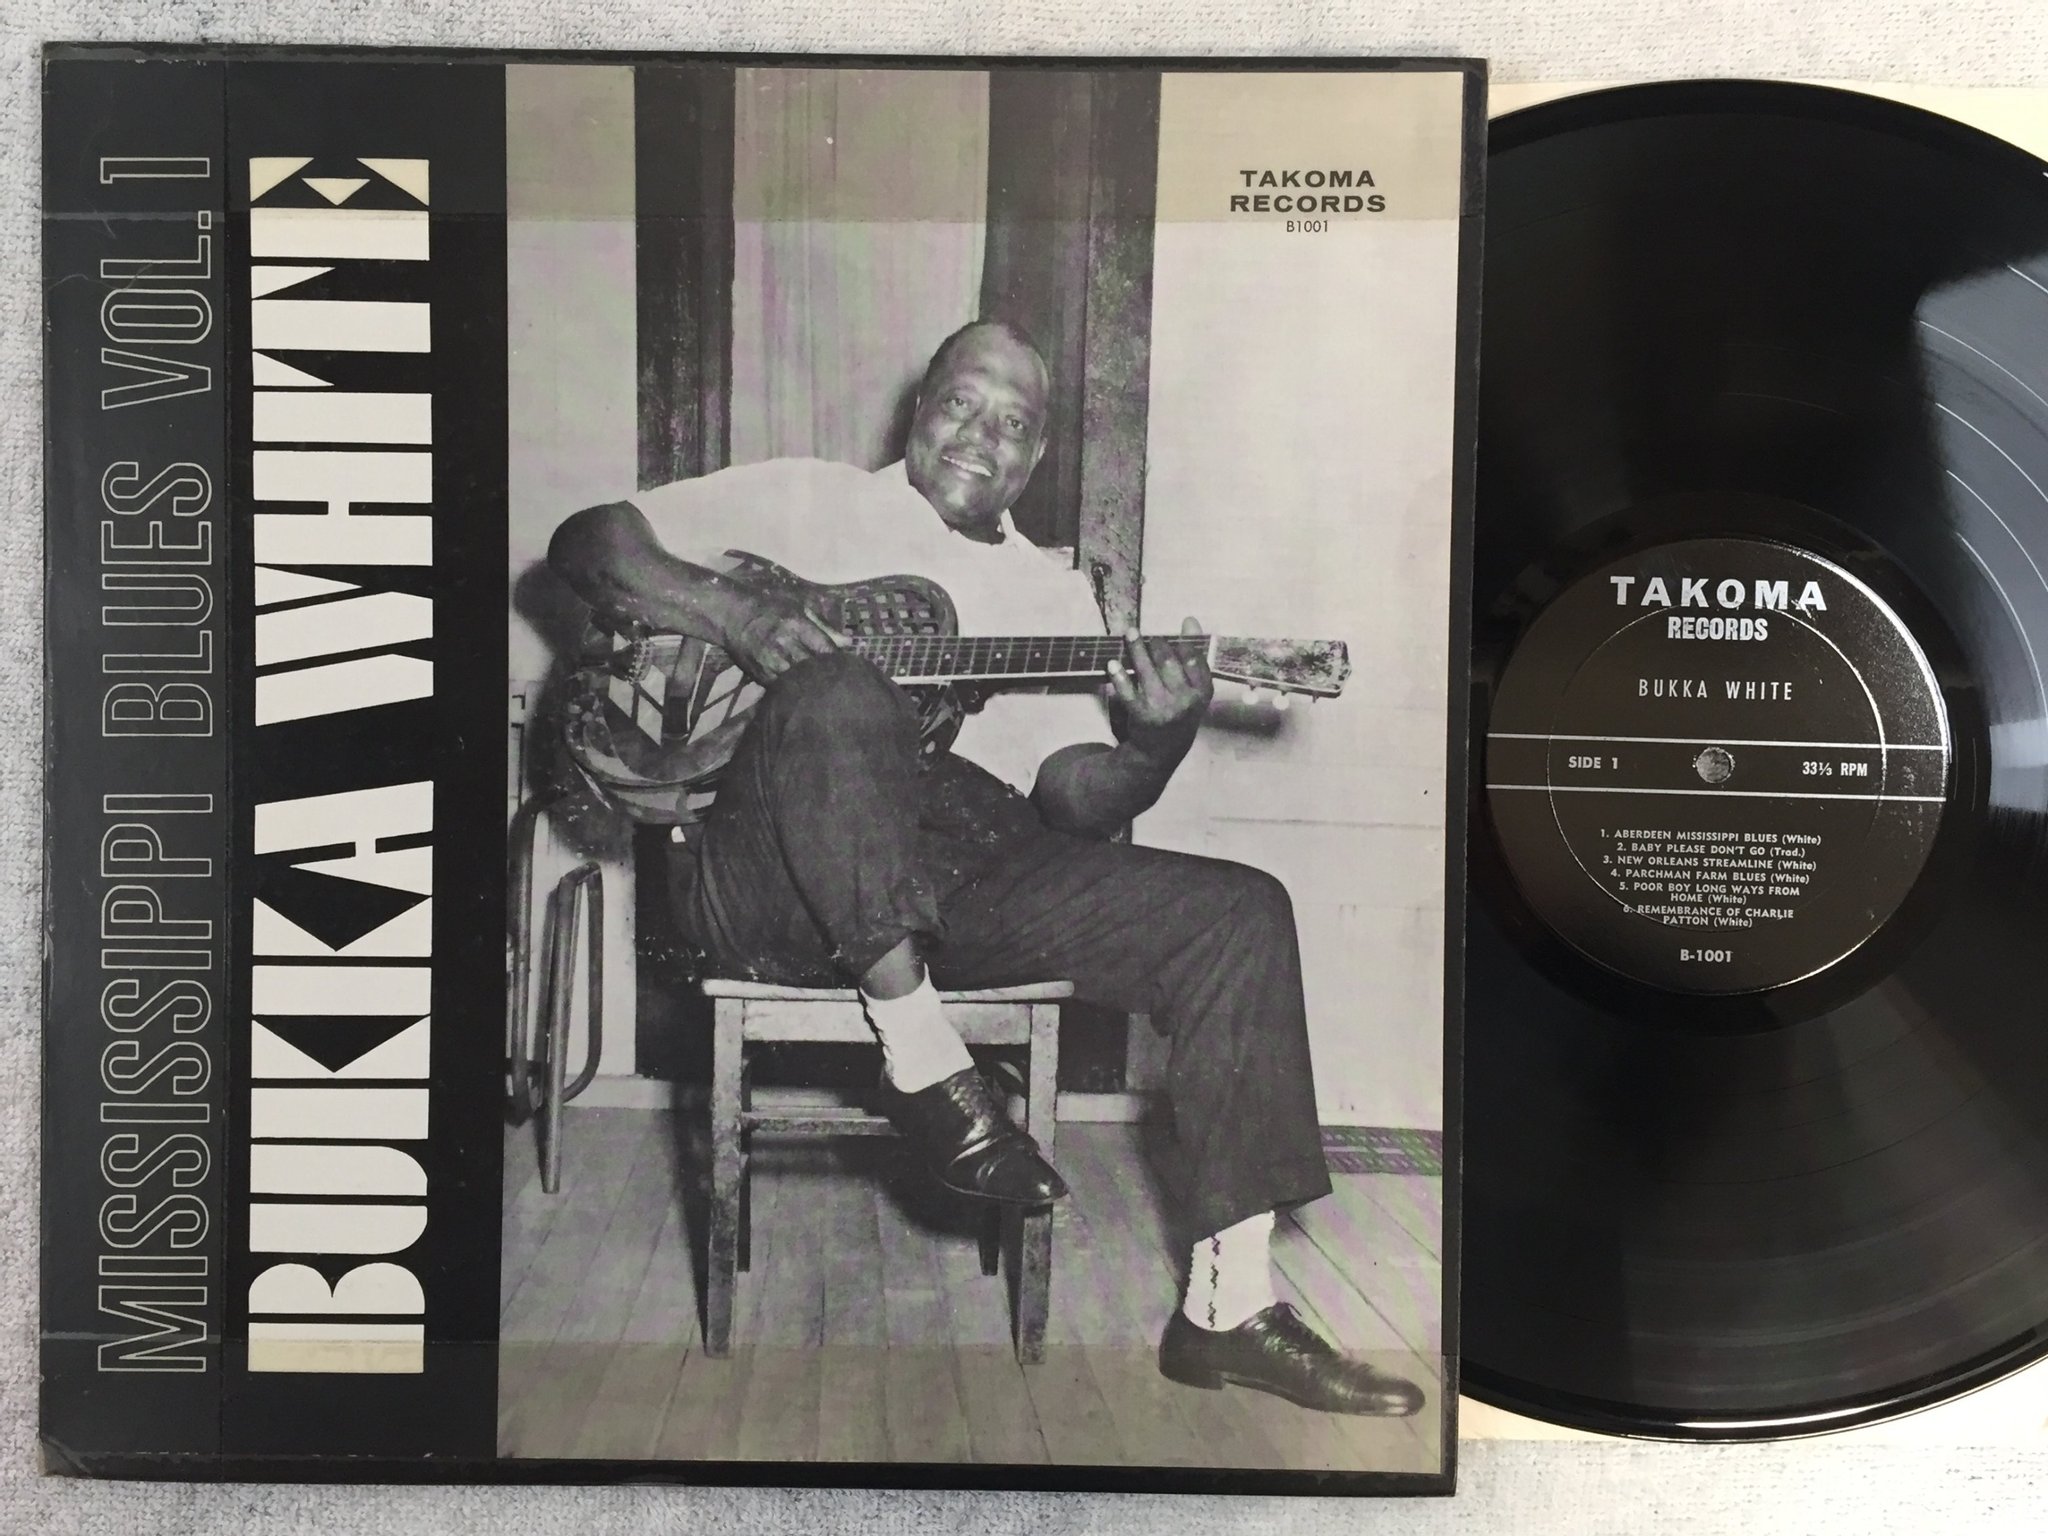 MISSISSIPPI BLUES VOL. 1
BUKKA WHITE
TAKOMA
RECORDS
B1001
TAKOMA
RECORDS
BUKKA WHITE
SIDE 1
33⅓ RPM
1. ABERDEEN MISSISSIPPI BLUES (White)
2. BABY PLEASE DON'T GO (Trad.)
3. NEW ORLEANS STREAMLINE (White)
4. PARCHMAN FARM BLUES (White)
5. POOR BOY LONG WAYS FROM
HOME (White)
6. REMEMBRANCE OF CHARLIE
PATTON (White)
B-1001